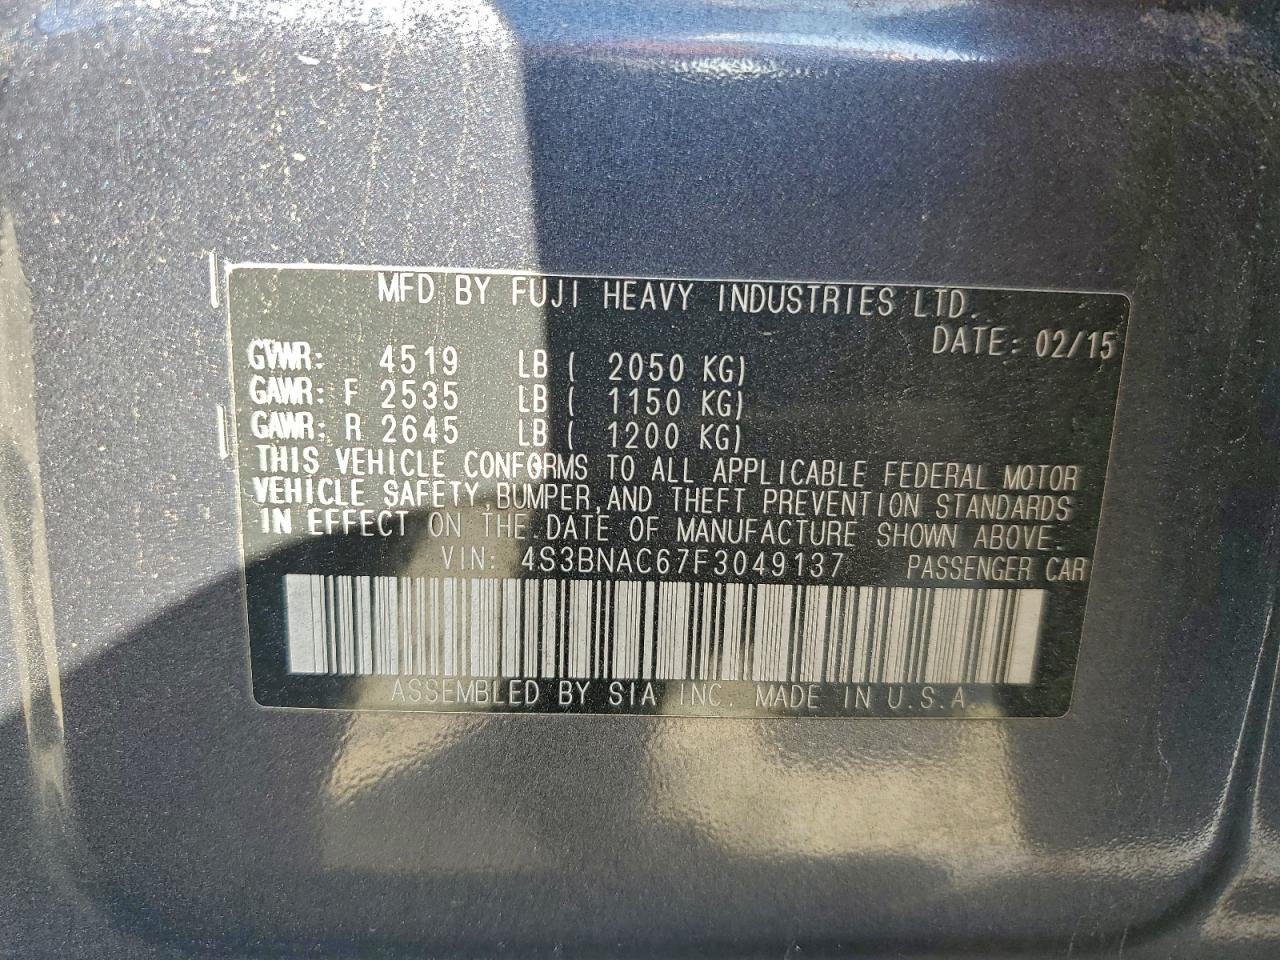 MFD BY FUJI HEAVY INDUSTRIES LTD.
DATE: 02/15
GVWR: 4519 LB ( 2050 KG)
GAWR: F 2535 LB ( 1150 KG)
GAWR: R 2645 LB ( 1200 KG)
THIS VEHICLE CONFORMS TO ALL APPLICABLE FEDERAL MOTOR
VEHICLE SAFETY, BUMPER, AND THEFT PREVENTION STANDARDS
IN EFFECT ON THE DATE OF MANUFACTURE SHOWN ABOVE.
VIN: 4S3BNAC67F3049137 PASSENGER CAR
ASSEMBLED BY SIA INC. MADE IN U.S.A.